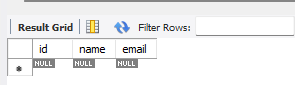 Result Grid Filter Rows:
id name email
NULL NULL NULL